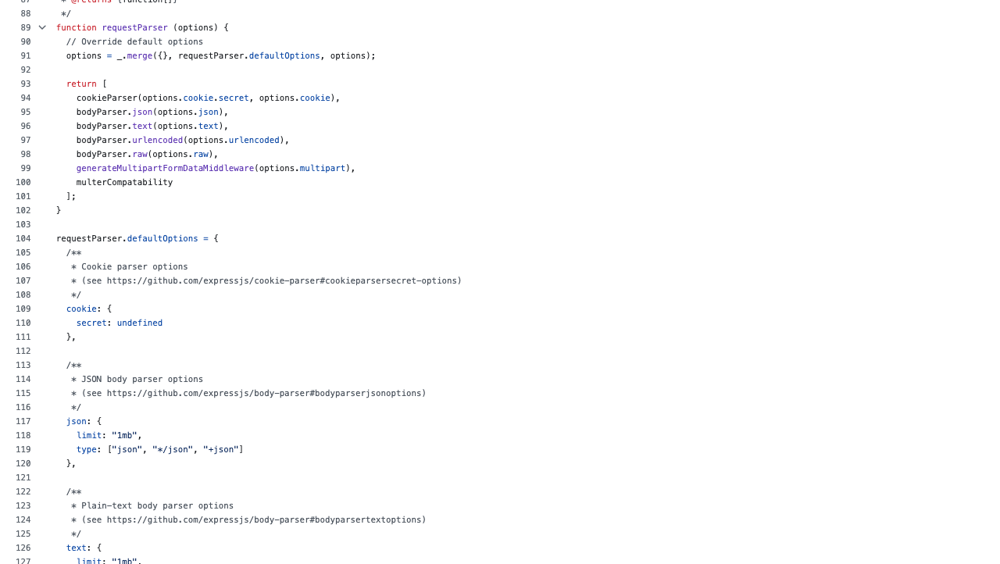 87 * @returns {function[]}
88 */
89 function requestParser (options) {
90 // Override default options
91 options = _.merge({}, requestParser.defaultOptions, options);
92
93 return [
94 cookieParser(options.cookie.secret, options.cookie),
95 bodyParser.json(options.json),
96 bodyParser.text(options.text),
97 bodyParser.urlencoded(options.urlencoded),
98 bodyParser.raw(options.raw),
99 generateMultipartFormDataMiddleware(options.multipart),
100 multerCompatability
101 ];
102 }
103
104 requestParser.defaultOptions = {
105 /**
106 * Cookie parser options
107 * (see https://github.com/expressjs/cookie-parser#cookieparsersecret-options)
108 */
109 cookie: {
110 secret: undefined
111 },
112
113 /**
114 * JSON body parser options
115 * (see https://github.com/expressjs/body-parser#bodyparserjsonoptions)
116 */
117 json: {
118 limit: "1mb",
119 type: ["json", "*/json", "+json"]
120 },
121
122 /**
123 * Plain-text body parser options
124 * (see https://github.com/expressjs/body-parser#bodyparsertextoptions)
125 */
126 text: {
127 limit: "1mb",